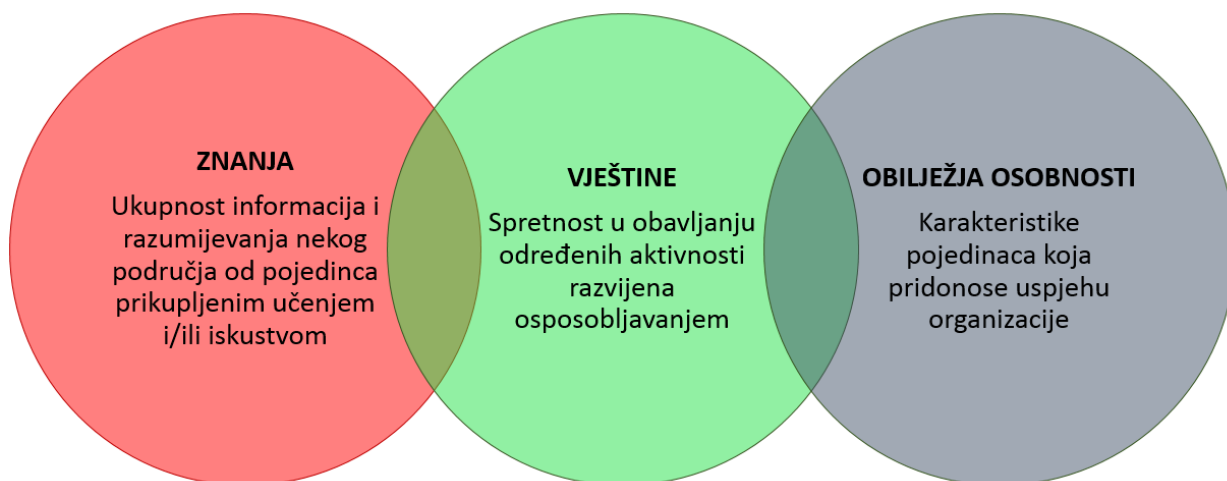 ZNANJA
Ukupnost informacija i
razumijevanja nekog
područja od pojedinca
prikupljenim učenjem
i/ili iskustvom
VJEŠTINE
Spretnost u obavljanju
određenih aktivnosti
razvijena
osposobljavanjem
OBILJEŽJA OSOBNOSTI
Karakteristike
pojedinaca koja
pridonose uspjehu
organizacije